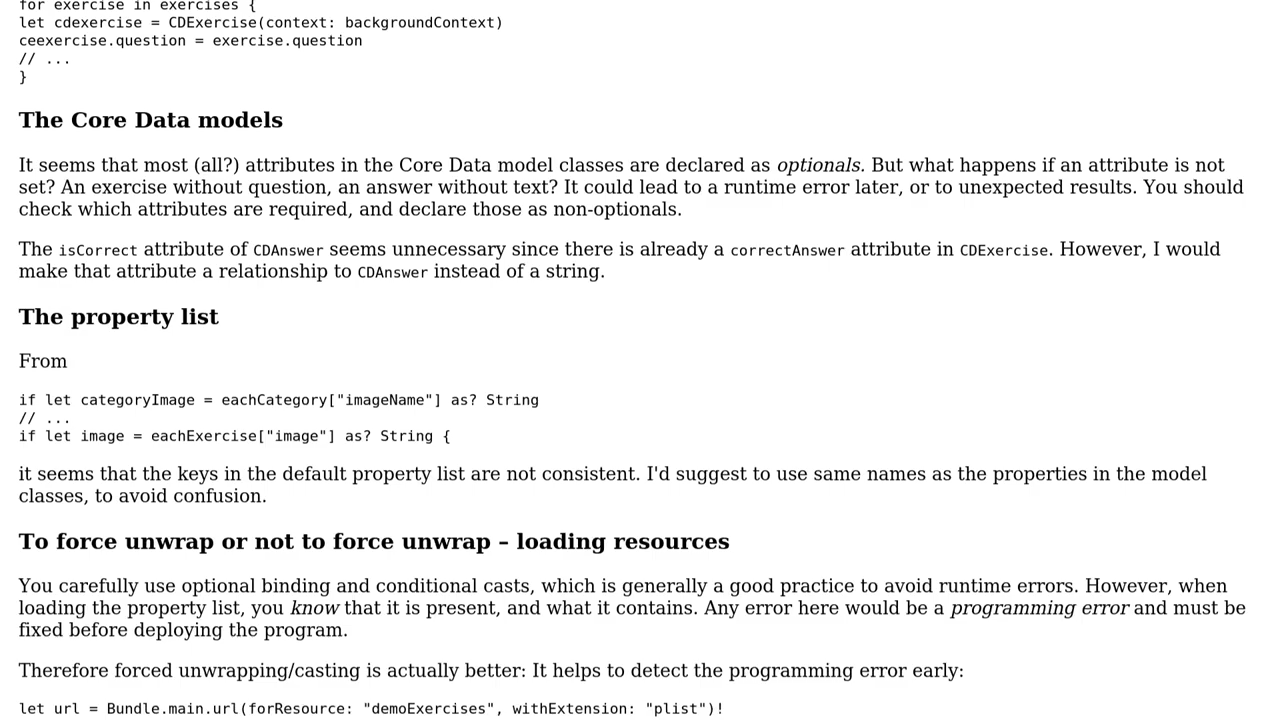 for exercise in exercises {
let cdexercise = CDExercise(context: backgroundContext)
ceexercise.question = exercise.question
// ...
}
The Core Data models
It seems that most (all?) attributes in the Core Data model classes are declared as optionals. But what happens if an attribute is not
set? An exercise without question, an answer without text? It could lead to a runtime error later, or to unexpected results. You should
check which attributes are required, and declare those as non-optionals.
The isCorrect attribute of CDAnswer seems unnecessary since there is already a correctAnswer attribute in CDExercise. However, I would
make that attribute a relationship to CDAnswer instead of a string.
The property list
From
if let categoryImage = eachCategory["imageName"] as? String
// ...
if let image = eachExercise["image"] as? String {
it seems that the keys in the default property list are not consistent. I'd suggest to use same names as the properties in the model
classes, to avoid confusion.
To force unwrap or not to force unwrap – loading resources
You carefully use optional binding and conditional casts, which is generally a good practice to avoid runtime errors. However, when
loading the property list, you know that it is present, and what it contains. Any error here would be a programming error and must be
fixed before deploying the program.
Therefore forced unwrapping/casting is actually better: It helps to detect the programming error early:
let url = Bundle.main.url(forResource: "demoExercises", withExtension: "plist")!